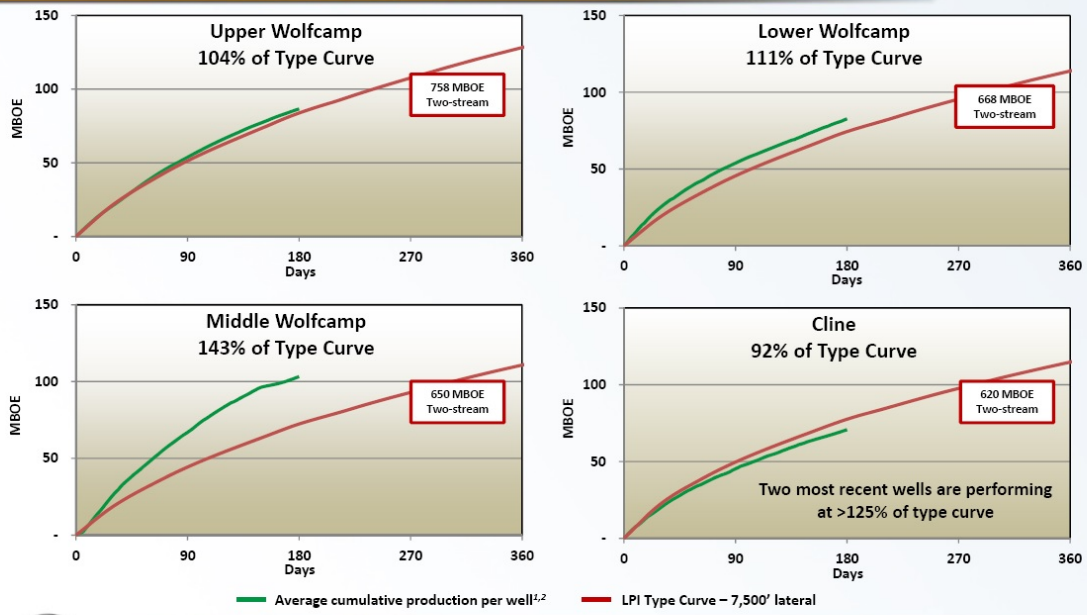 Upper Wolfcamp
104% of Type Curve
150
100
50
-
MBOE
758 MBOE
Two-stream
0
90
180
270
360
Days
Lower Wolfcamp
111% of Type Curve
150
100
50
-
MBOE
668 MBOE
Two-stream
0
90
180
270
360
Days
Middle Wolfcamp
143% of Type Curve
150
100
50
-
MBOE
650 MBOE
Two-stream
0
90
180
270
360
Days
Cline
92% of Type Curve
150
100
50
-
MBOE
620 MBOE
Two-stream
Two most recent wells are performing
at >125% of type curve
0
90
180
270
360
Days
Average cumulative production per well¹,²
LPI Type Curve – 7,500’ lateral